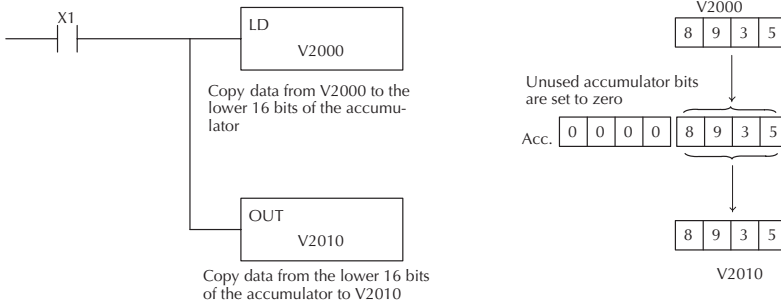 X1
LD
V2000
Copy data from V2000 to the
lower 16 bits of the accumu-
lator
OUT
V2010
Copy data from the lower 16 bits
of the accumulator to V2010
V2000
8 9 3 5
Unused accumulator bits
are set to zero
Acc. 0 0 0 0 8 9 3 5
8 9 3 5
V2010